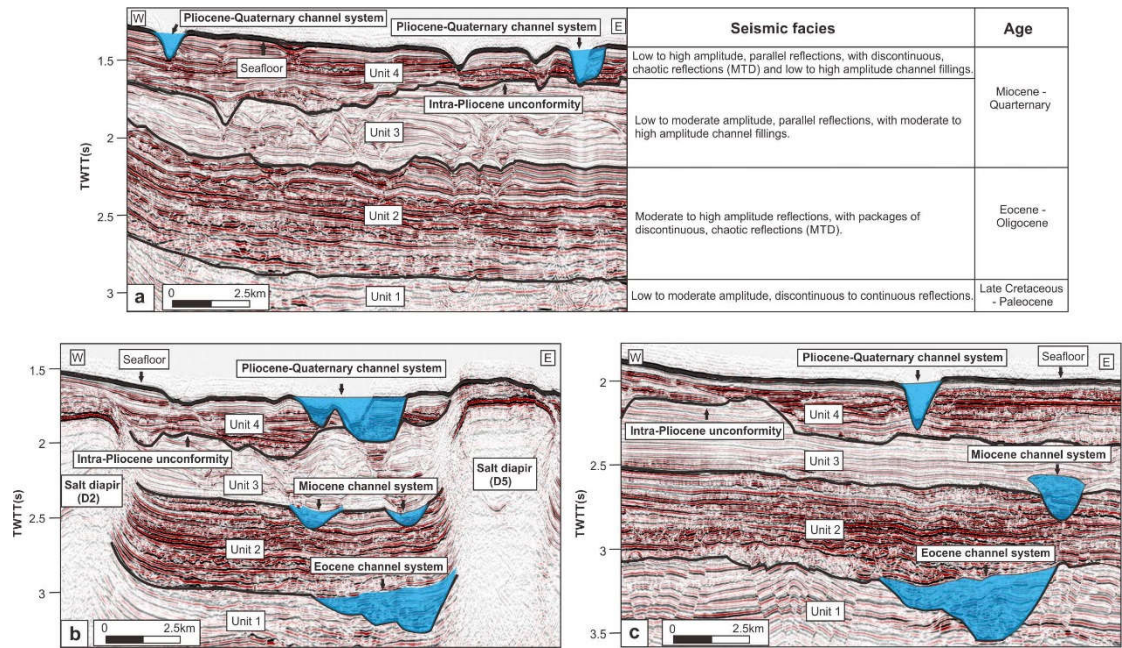 W
Pliocene-Quaternary channel system
Pliocene-Quaternary channel system
E
Seismic facies
Age
1.5
Seafloor
Unit 4
Intra-Pliocene unconformity
Low to high amplitude, parallel reflections, with discontinuous,
chaotic reflections (MTD) and low to high amplitude channel fillings.
Miocene -
Quarternary
2
Unit 3
Low to moderate amplitude, parallel reflections, with moderate to
high amplitude channel fillings.
TWTT(s)
Unit 2
2.5
Moderate to high amplitude reflections, with packages of
discontinuous, chaotic reflections (MTD).
Eocene -
Oligocene
3
a
0
2.5km
Unit 1
Low to moderate amplitude, discontinuous to continuous reflections.
Late Cretaceous
- Paleocene
W
Seafloor
Pliocene-Quaternary channel system
E
1.5
Unit 4
2
Intra-Pliocene unconformity
Salt diapir
(D2)
Salt diapir
(D5)
Unit 3
Miocene channel system
TWTT(s)
2.5
Unit 2
Eocene channel system
3
Unit 1
b
0
2.5km
W
Pliocene-Quaternary channel system
Seafloor
E
2
Unit 4
Intra-Pliocene unconformity
Unit 3
Miocene channel system
2.5
TWTT(s)
Unit 2
Eocene channel system
3
Unit 1
0
2.5km
c
3.5